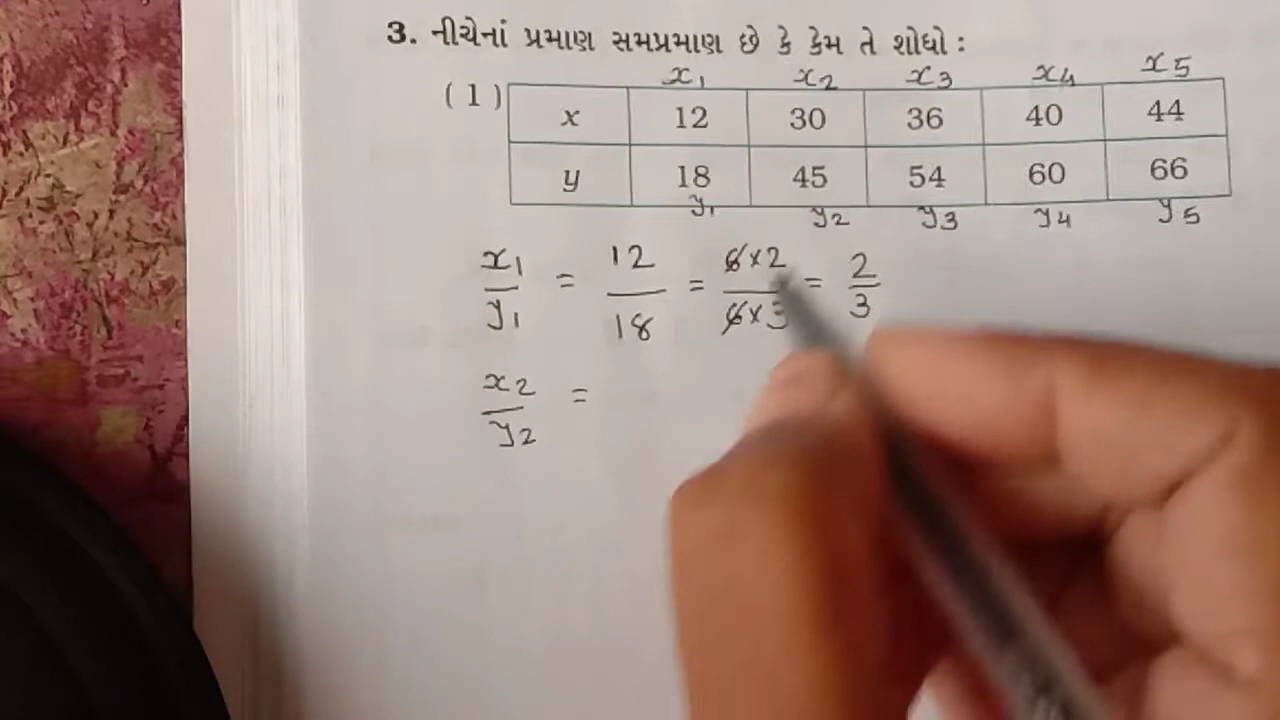 3. નીચેનાં પ્રમાણ સમપ્રમાણ છે કે કેમ તે શોધો :
x₁ x₂ x₃ x₄ x₅
(1) x 12 30 36 40 44
y 18 45 54 60 66
y₁ y₂ y₃ y₄ y₅
x₁/y₁ = 12/18 = 6×2/6×3 = 2/3
x₂/y₂ =